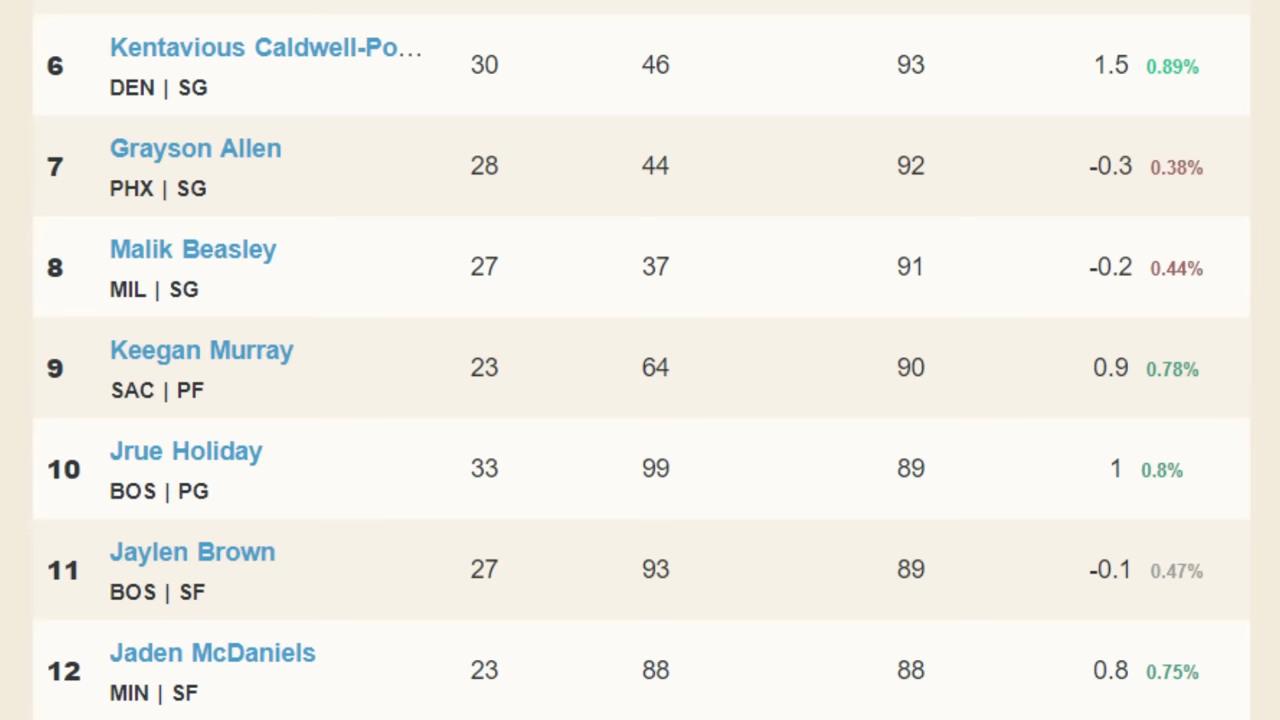 6 Kentavious Caldwell-Po... 30 46 93 1.5 0.89%
DEN | SG
7 Grayson Allen 28 44 92 -0.3 0.38%
PHX | SG
8 Malik Beasley 27 37 91 -0.2 0.44%
MIL | SG
9 Keegan Murray 23 64 90 0.9 0.78%
SAC | PF
10 Jrue Holiday 33 99 89 1 0.8%
BOS | PG
11 Jaylen Brown 27 93 89 -0.1 0.47%
BOS | SF
12 Jaden McDaniels 23 88 88 0.8 0.75%
MIN | SF